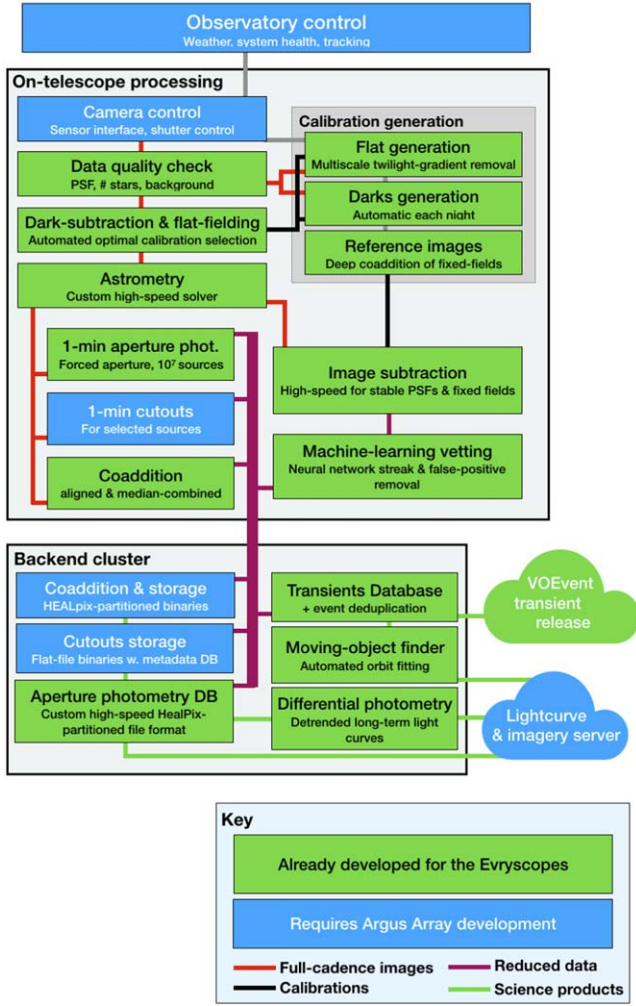 Observatory control
Weather, system health, tracking
On-telescope processing
Camera control
Sensor interface, shutter control
Data quality check
PSF, # stars, background
Dark-subtraction & flat-fielding
Automated optimal calibration selection
Astrometry
Custom high-speed solver
1-min aperture phot.
Forced aperture, 10⁷ sources
1-min cutouts
For selected sources
Coaddition
aligned & median-combined
Calibration generation
Flat generation
Multiscale twilight-gradient removal
Darks generation
Automatic each night
Reference images
Deep coaddition of fixed-fields
Image subtraction
High-speed for stable PSFs & fixed fields
Machine-learning vetting
Neural network streak & false-positive
removal
Backend cluster
Coaddition & storage
HEALpix-partitioned binaries
Cutouts storage
Flat-file binaries w. metadata DB
Aperture photometry DB
Custom high-speed HealPix-
partitioned file format
Transients Database
+ event deduplication
Moving-object finder
Automated orbit fitting
Differential photometry
Detrended long-term light
curves
VOEvent
transient
release
Lightcurve
& imagery server
Key
Already developed for the Evryscopes
Requires Argus Array development
Full-cadence images
Reduced data
Calibrations
Science products